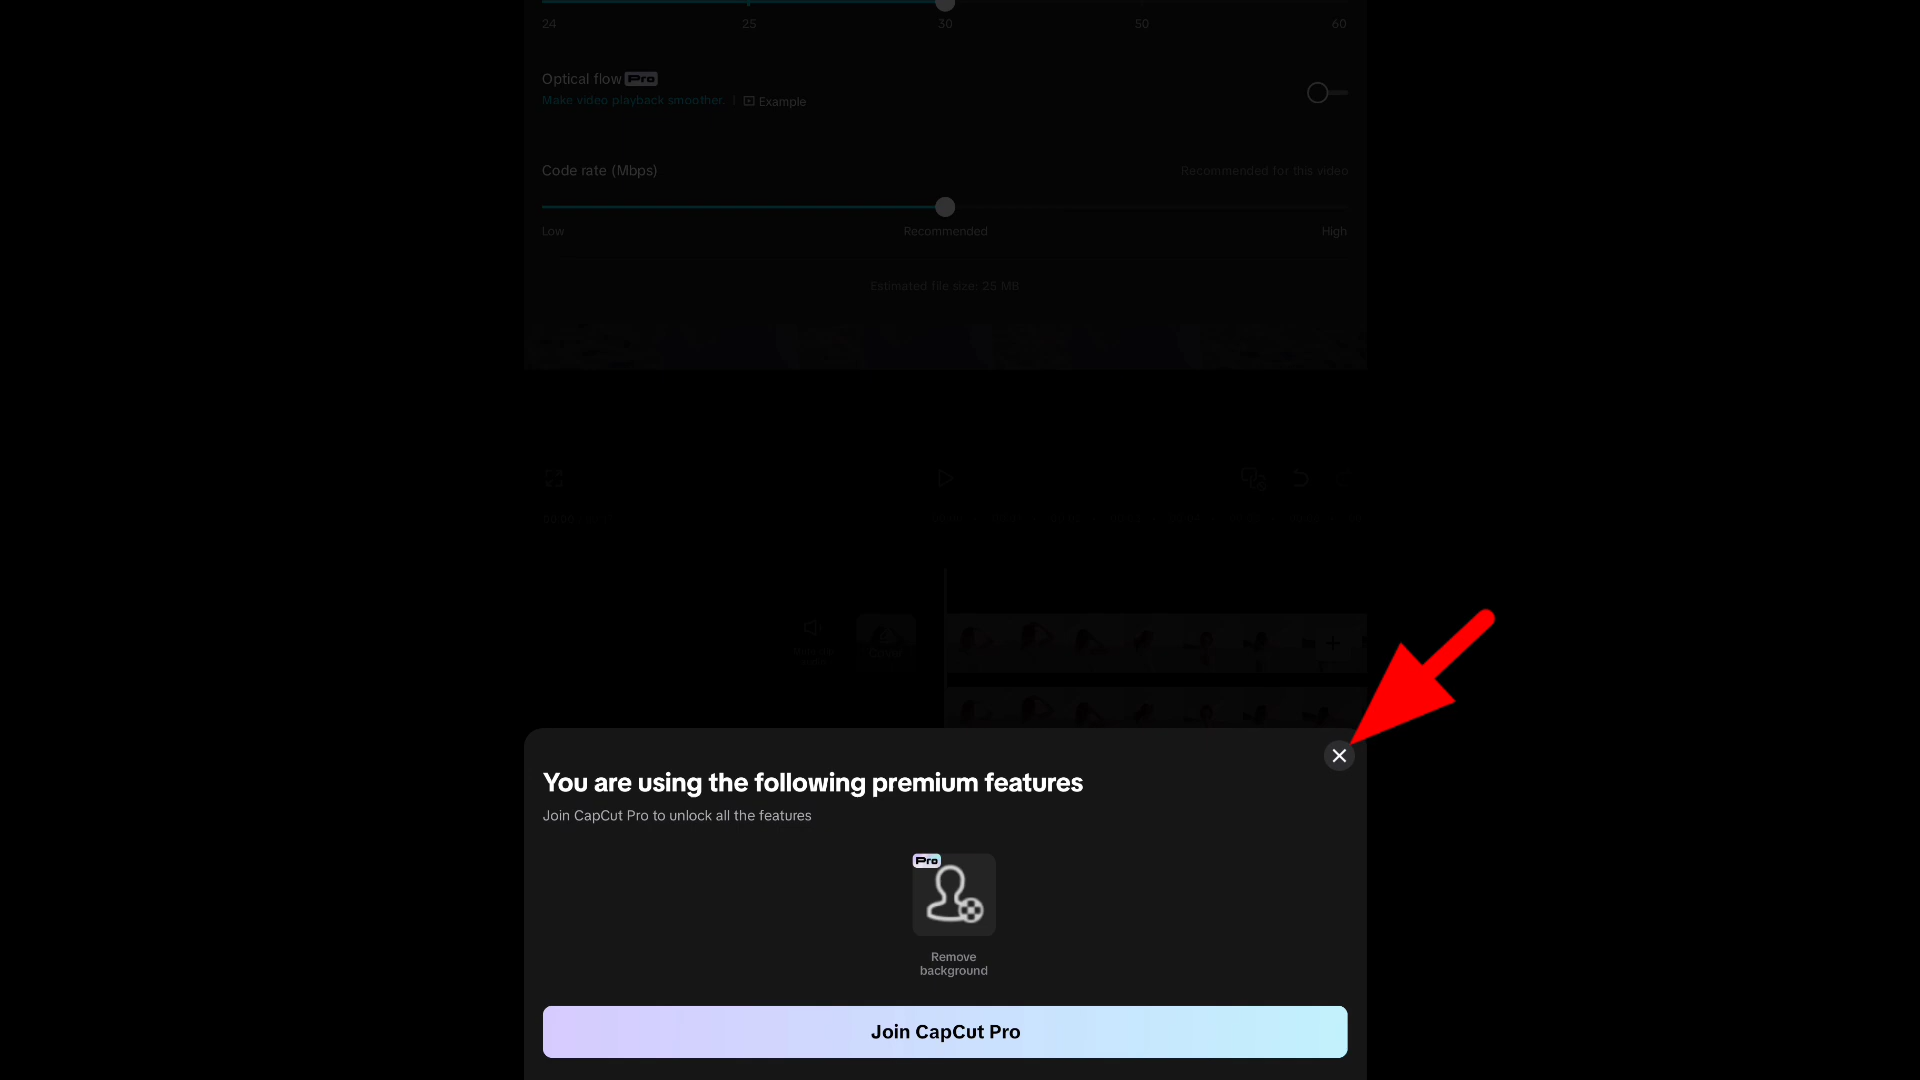 24 25 30 50 60
Optical flow Pro
Make video playback smoother. | Example
Code rate (Mbps) Recommended for this video
Low Recommended High
Estimated file size: 25 MB
Cover
You are using the following premium features
Join CapCut Pro to unlock all the features
Pro
Remove
background
Join CapCut Pro